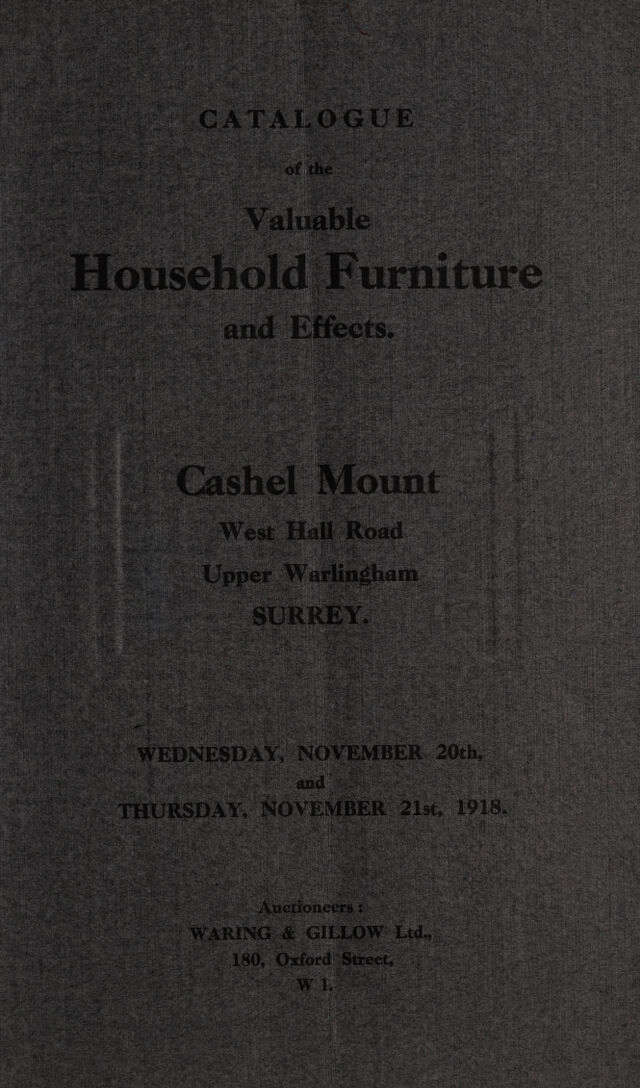 CATALOGUE
of the
Valuable
Household Furniture
and Effects.
Cashel Mount
West Hall Road
Upper Warlingham
SURREY.
WEDNESDAY, NOVEMBER 20th,
and
THURSDAY, NOVEMBER 21st, 1918.
Auctioneers :
WARING & GILLOW Ltd.,
180, Oxford Street,
W 1.